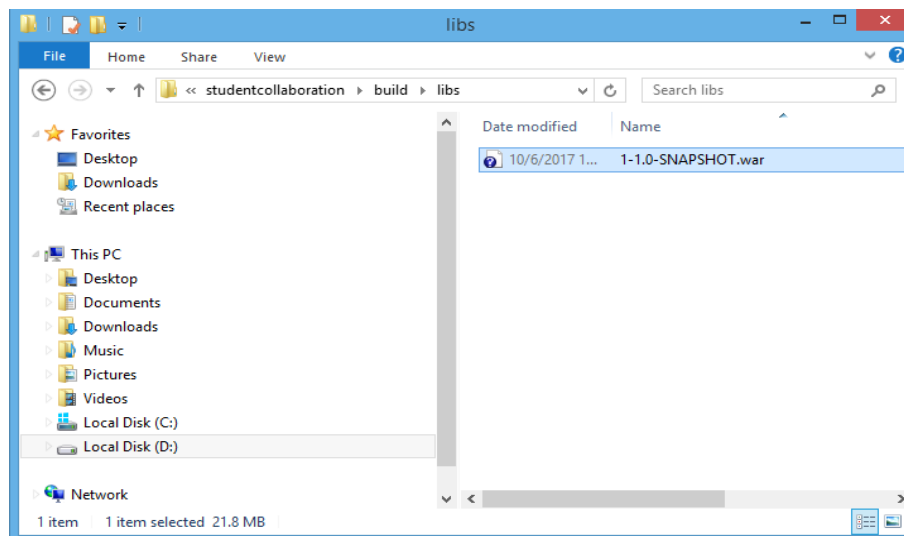 libs
File Home Share View
« studentcollaboration build libs Search libs
Favorites
Desktop
Downloads
Recent places
This PC
Desktop
Documents
Downloads
Music
Pictures
Videos
Local Disk (C:)
Local Disk (D:)
Network
Date modified Name
10/6/2017 1... 1-1.0-SNAPSHOT.war
1 item 1 item selected 21.8 MB